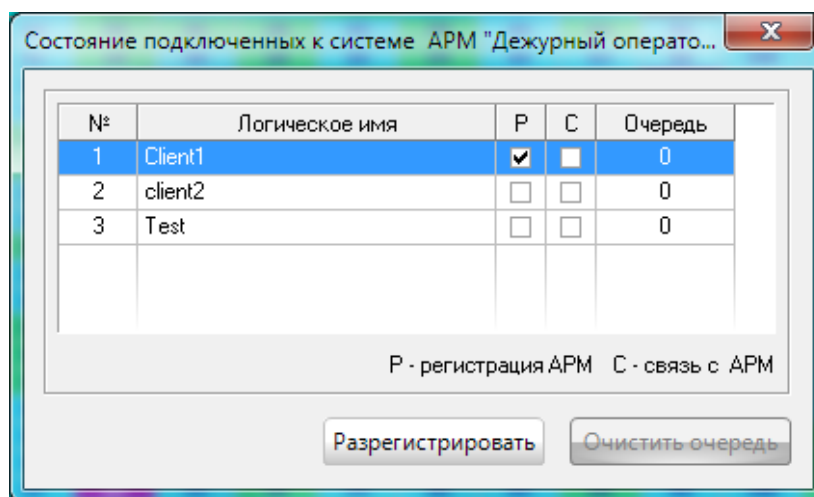 Состояние подключенных к системе АРМ "Дежурный операто...
№ Логическое имя Р С Очередь
1 Client1 0
2 client2 0
3 Test 0
Р - регистрация АРМ С - связь с АРМ
Разрегистрировать Очистить очередь